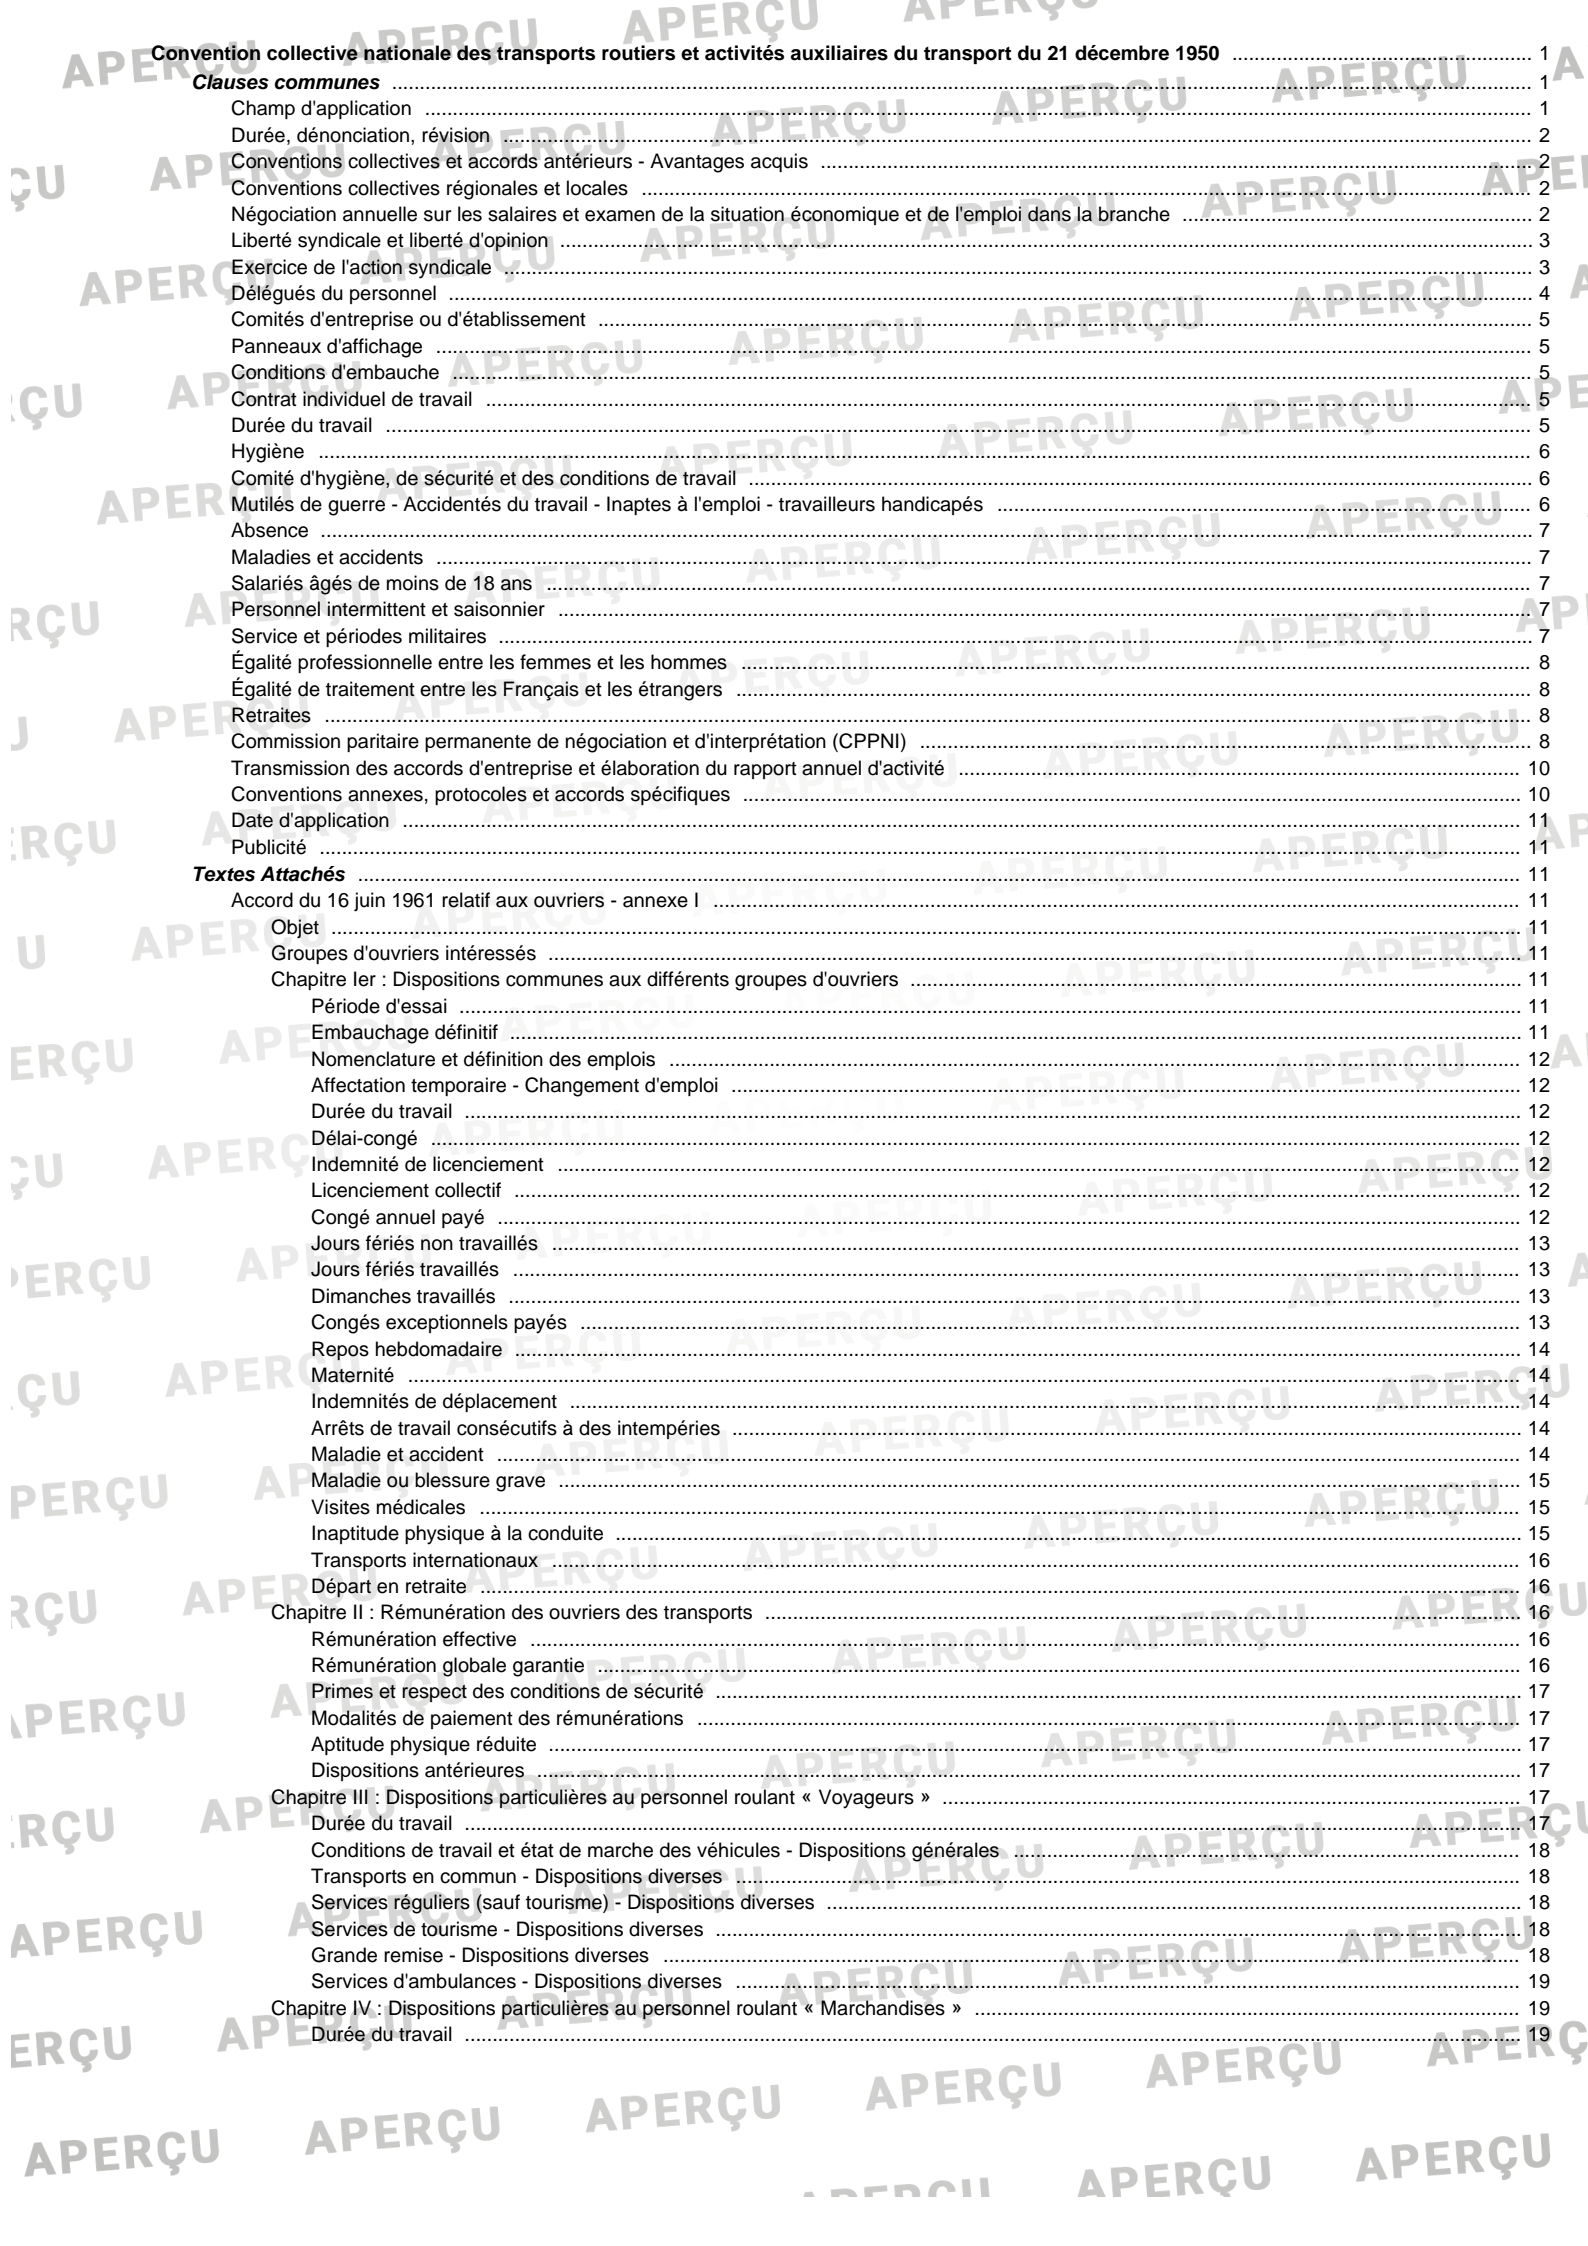 Convention collective nationale des transports routiers et activités auxiliaires du transport du 21 décembre 1950 ... 1
Clauses communes ... 1
Champ d'application ... 1
Durée, dénonciation, révision ... 2
Conventions collectives et accords antérieurs - Avantages acquis ... 2
Conventions collectives régionales et locales ... 2
Négociation annuelle sur les salaires et examen de la situation économique et de l'emploi dans la branche ... 2
Liberté syndicale et liberté d'opinion ... 3
Exercice de l'action syndicale ... 3
Délégués du personnel ... 4
Comités d'entreprise ou d'établissement ... 5
Panneaux d'affichage ... 5
Conditions d'embauche ... 5
Contrat individuel de travail ... 5
Durée du travail ... 5
Hygiène ... 6
Comité d'hygiène, de sécurité et des conditions de travail ... 6
Mutilés de guerre - Accidentés du travail - Inaptes à l'emploi - travailleurs handicapés ... 6
Absence ... 7
Maladies et accidents ... 7
Salariés âgés de moins de 18 ans ... 7
Personnel intermittent et saisonnier ... 7
Service et périodes militaires ... 7
Égalité professionnelle entre les femmes et les hommes ... 8
Égalité de traitement entre les Français et les étrangers ... 8
Retraites ... 8
Commission paritaire permanente de négociation et d'interprétation (CPPNI) ... 8
Transmission des accords d'entreprise et élaboration du rapport annuel d'activité ... 10
Conventions annexes, protocoles et accords spécifiques ... 10
Date d'application ... 11
Publicité ... 11
Textes Attachés ... 11
Accord du 16 juin 1961 relatif aux ouvriers - annexe I ... 11
Objet ... 11
Groupes d'ouvriers intéressés ... 11
Chapitre Ier : Dispositions communes aux différents groupes d'ouvriers ... 11
Période d'essai ... 11
Embauchage définitif ... 11
Nomenclature et définition des emplois ... 12
Affectation temporaire - Changement d'emploi ... 12
Durée du travail ... 12
Délai-congé ... 12
Indemnité de licenciement ... 12
Licenciement collectif ... 12
Congé annuel payé ... 12
Jours fériés non travaillés ... 13
Jours fériés travaillés ... 13
Dimanches travaillés ... 13
Congés exceptionnels payés ... 13
Repos hebdomadaire ... 14
Maternité ... 14
Indemnités de déplacement ... 14
Arrêts de travail consécutifs à des intempéries ... 14
Maladie et accident ... 14
Maladie ou blessure grave ... 15
Visites médicales ... 15
Inaptitude physique à la conduite ... 15
Transports internationaux ... 16
Départ en retraite ... 16
Chapitre II : Rémunération des ouvriers des transports ... 16
Rémunération effective ... 16
Rémunération globale garantie ... 16
Primes et respect des conditions de sécurité ... 17
Modalités de paiement des rémunérations ... 17
Aptitude physique réduite ... 17
Dispositions antérieures ... 17
Chapitre III : Dispositions particulières au personnel roulant « Voyageurs » ... 17
Durée du travail ... 17
Conditions de travail et état de marche des véhicules - Dispositions générales ... 18
Transports en commun - Dispositions diverses ... 18
Services réguliers (sauf tourisme) - Dispositions diverses ... 18
Services de tourisme - Dispositions diverses ... 18
Grande remise - Dispositions diverses ... 18
Services d'ambulances - Dispositions diverses ... 19
Chapitre IV : Dispositions particulières au personnel roulant « Marchandises » ... 19
Durée du travail ... 19
APERÇU